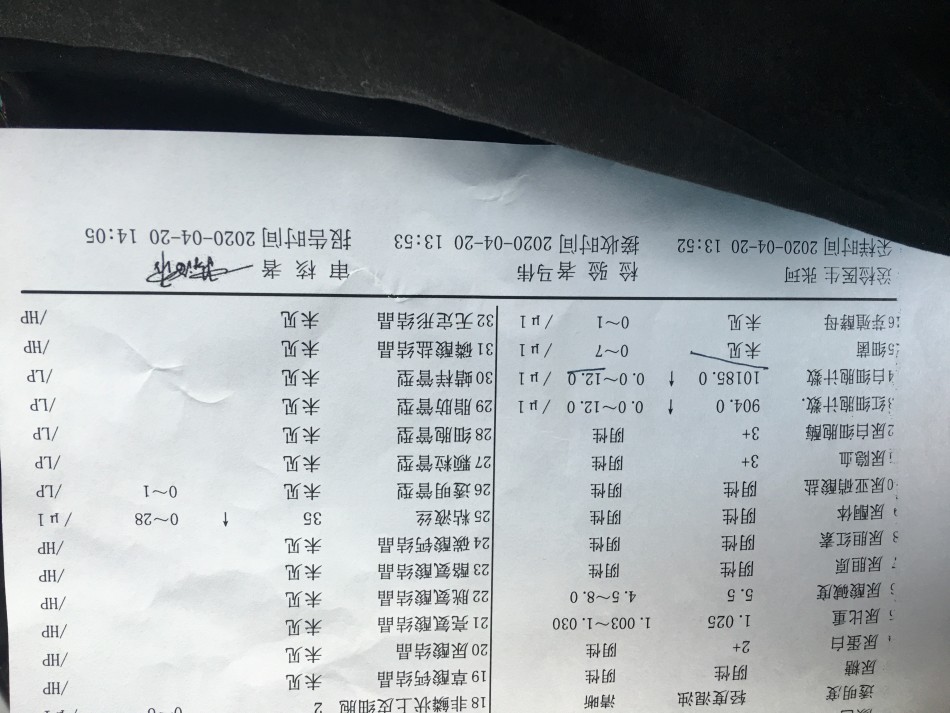 透明度 轻度混浊 清晰 18 非鳞状上皮细胞 2
尿糖 阴性 阴性 19 草酸钙结晶 未见 /HP
尿蛋白 2+ 阴性 20 尿酸结晶 未见 /HP
尿比重 1.025 1.003~1.030 21 亮氨酸结晶 未见 /HP
尿酸碱度 5.5 4.5~8.0 22 胱氨酸结晶 未见 /HP
尿胆原 阴性 阴性 23 酪氨酸结晶 未见 /HP
尿胆红素 阴性 阴性 24 碳酸钙结晶 未见 /HP
尿酮体 阴性 阴性 25 粘液丝 35 ↑ 0~28 /μl
0 尿亚硝酸盐 阴性 阴性 26 透明管型 未见 0~1 /LP
尿隐血 3+ 阴性 27 颗粒管型 未见 /LP
2 尿白细胞酶 3+ 阴性 28 细胞管型 未见 /LP
3 红细胞计数. 904.0 ↑ 0.0~12.0 /μl 29 脂肪管型 未见 /LP
4 白细胞计数 10185.0 ↑ 0.0~12.0 /μl 30 蜡样管型 未见 /LP
5 细菌 未见 0~7 /μl 31 磷酸盐结晶 未见 /HP
16 芽殖酵母 未见 0~1 /μl 32 无定形结晶 未见 /HP
送检医生 张珂 检 验 者 马伟 审 核 者
采样时间 2020-04-20 13:52 接收时间 2020-04-20 13:53 报告时间 2020-04-20 14:05